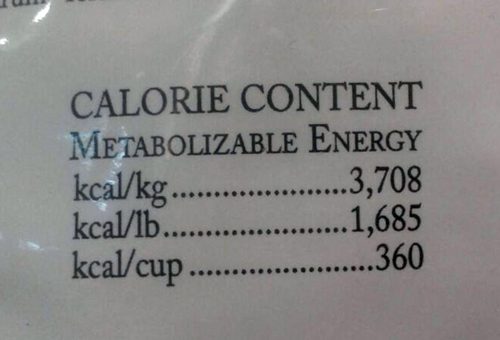 CALORIE CONTENT
METABOLIZABLE ENERGY
kcal/kg......................3,708
kcal/lb.......................1,685
kcal/cup......................360